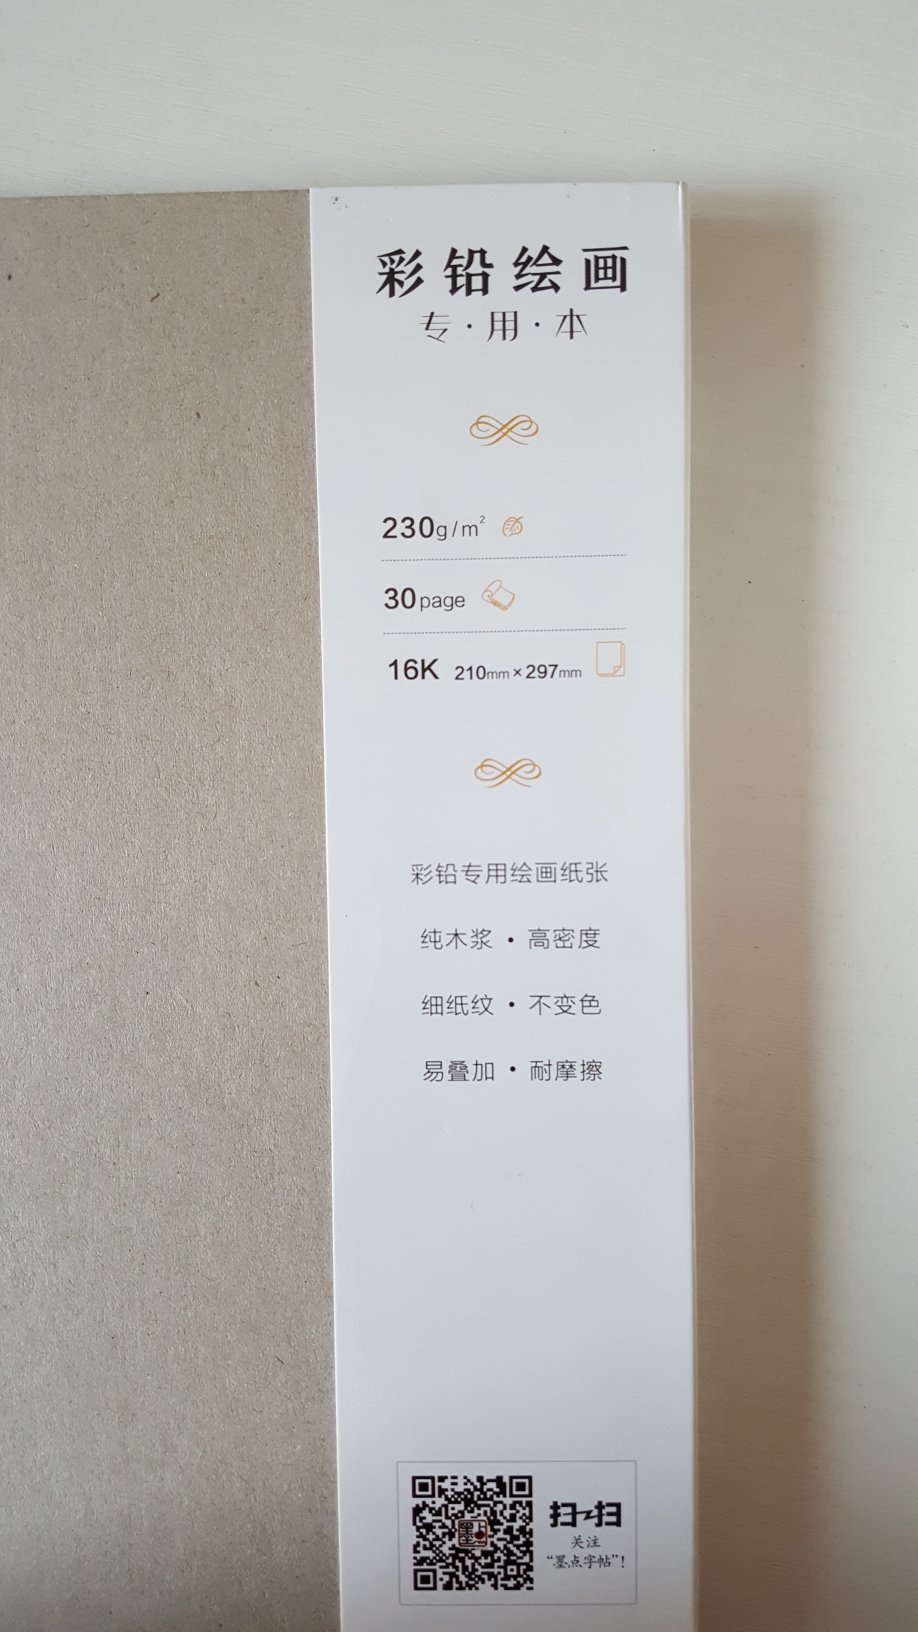 彩铅绘画
专·用·本
230g/m²
30page
16K 210mm×297mm
彩铅专用绘画纸张
纯木浆·高密度
细纸纹·不变色
易叠加·耐摩擦
墨点
扫一扫
关注
“墨点字帖”!